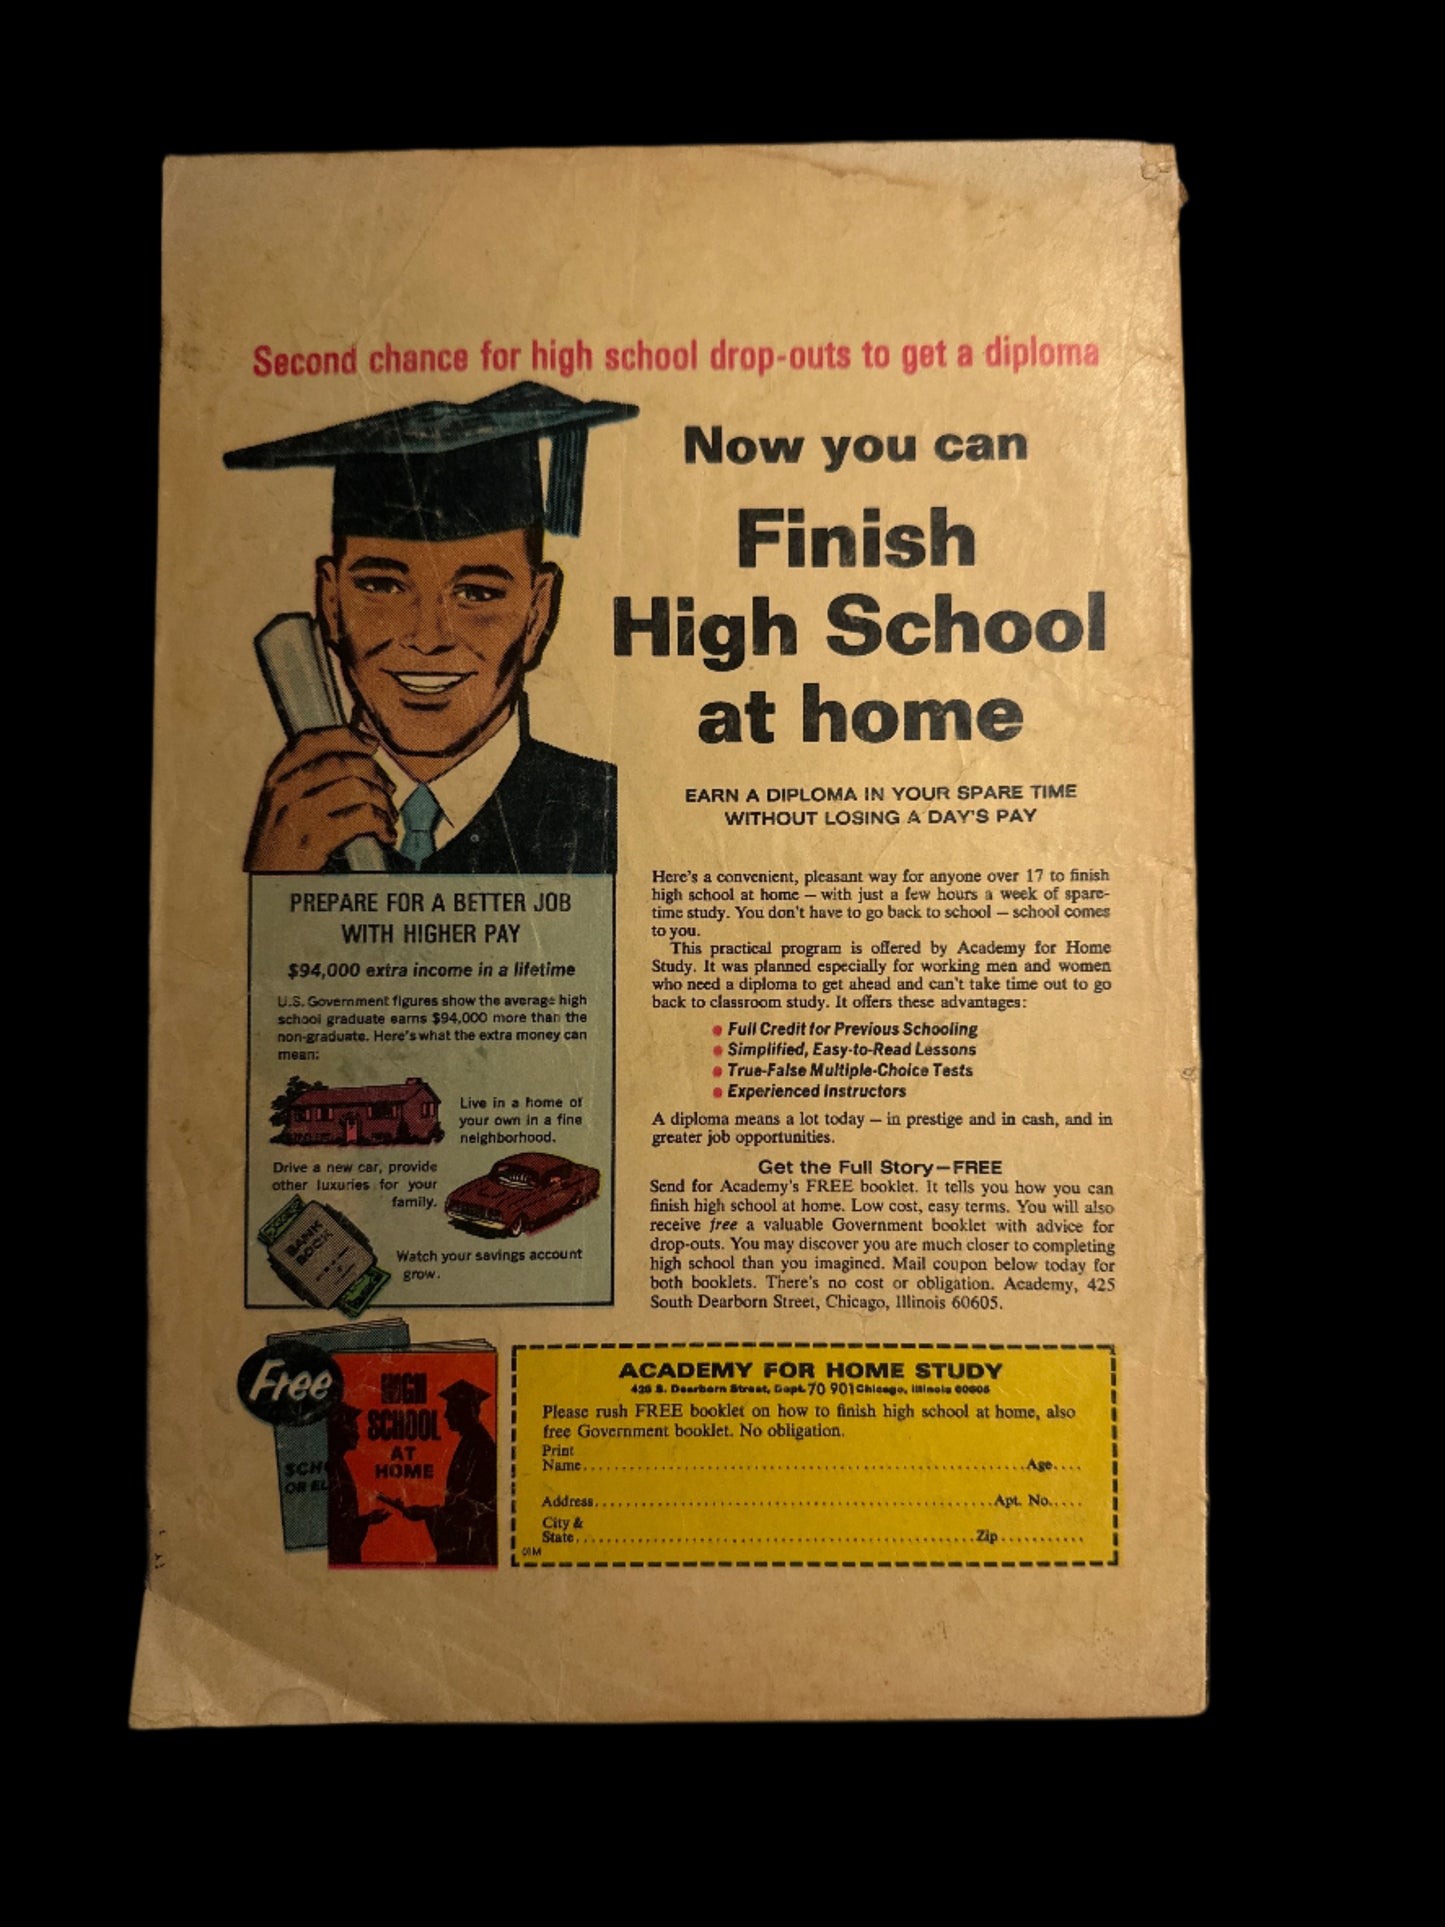 Second chance for high school drop-outs to get a diploma
Now you can
Finish
High School
at home
EARN A DIPLOMA IN YOUR SPARE TIME
WITHOUT LOSING A DAY'S PAY
PREPARE FOR A BETTER JOB
WITH HIGHER PAY
$94,000 extra income in a lifetime
U.S. Government figures show the average high
school graduate earns $94,000 more than the
non-graduate. Here's what the extra money can
mean:
Live in a home of
your own in a fine
neighborhood.
Drive a new car, provide
other luxuries for your
family.
BANK
BOOK
Watch your savings account
grow.
Here's a convenient, pleasant way for anyone over 17 to finish
high school at home — with just a few hours a week of spare-
time study. You don't have to go back to school — school comes
to you.
This practical program is offered by Academy for Home
Study. It was planned especially for working men and women
who need a diploma to get ahead and can't take time out to go
back to classroom study. It offers these advantages:
• Full Credit for Previous Schooling
• Simplified, Easy-to-Read Lessons
• True-False Multiple-Choice Tests
• Experienced Instructors
A diploma means a lot today — in prestige and in cash, and in
greater job opportunities.
Get the Full Story—FREE
Send for Academy's FREE booklet. It tells you how you can
finish high school at home. Low cost, easy terms. You will also
receive free a valuable Government booklet with advice for
drop-outs. You may discover you are much closer to completing
high school than you imagined. Mail coupon below today for
both booklets. There's no cost or obligation. Academy, 425
South Dearborn Street, Chicago, Illinois 60605.
Free
SCH
OR EL
HIGH
SCHOOL
AT
HOME
ACADEMY FOR HOME STUDY
425 S. Dearborn Street, Dept. 70 901 Chicago, Illinois 60605
Please rush FREE booklet on how to finish high school at home, also
free Government booklet. No obligation.
Print
Name..........Age....
Address..........Apt. No.....
City &
State..........Zip..........
01M